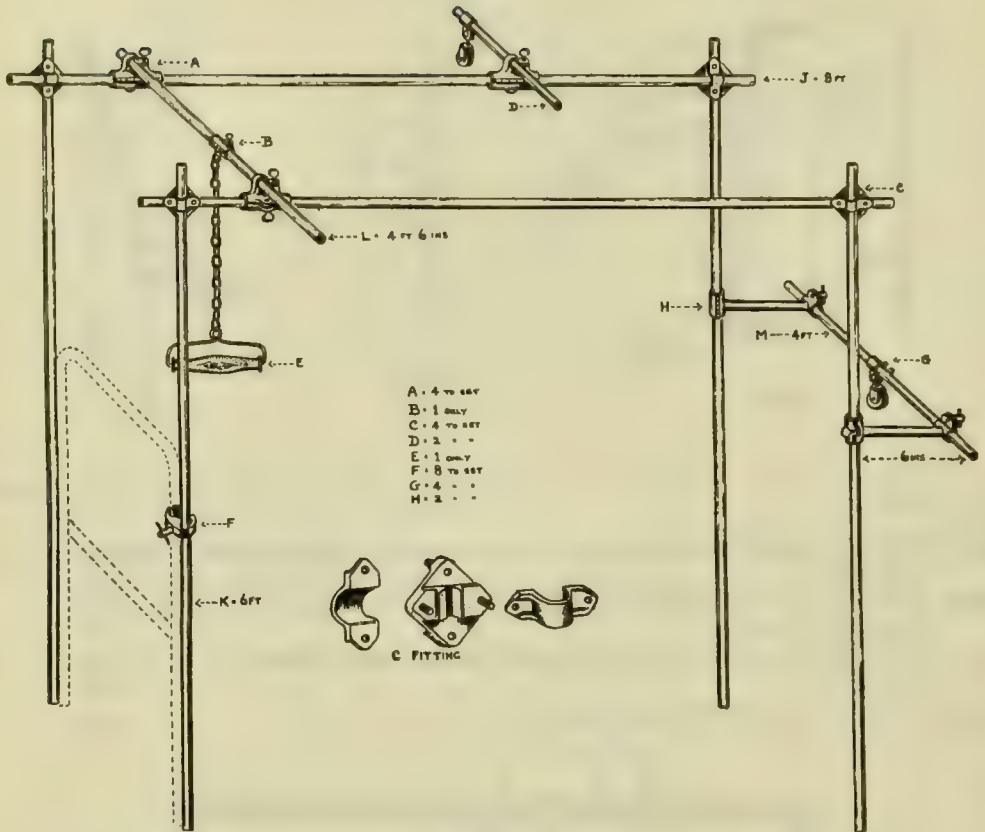 A
J = 8 FT
D
B
C
L = 4 FT 6 INS
H
M 4 FT
G
E
A = 4 TO SET
B = 1 ONLY
C = 4 TO SET
D = 2 " "
E = 1 ONLY
F = 8 TO SET
G = 4 " "
H = 2 " "
6 INS
F
K = 6 FT
C FITTING